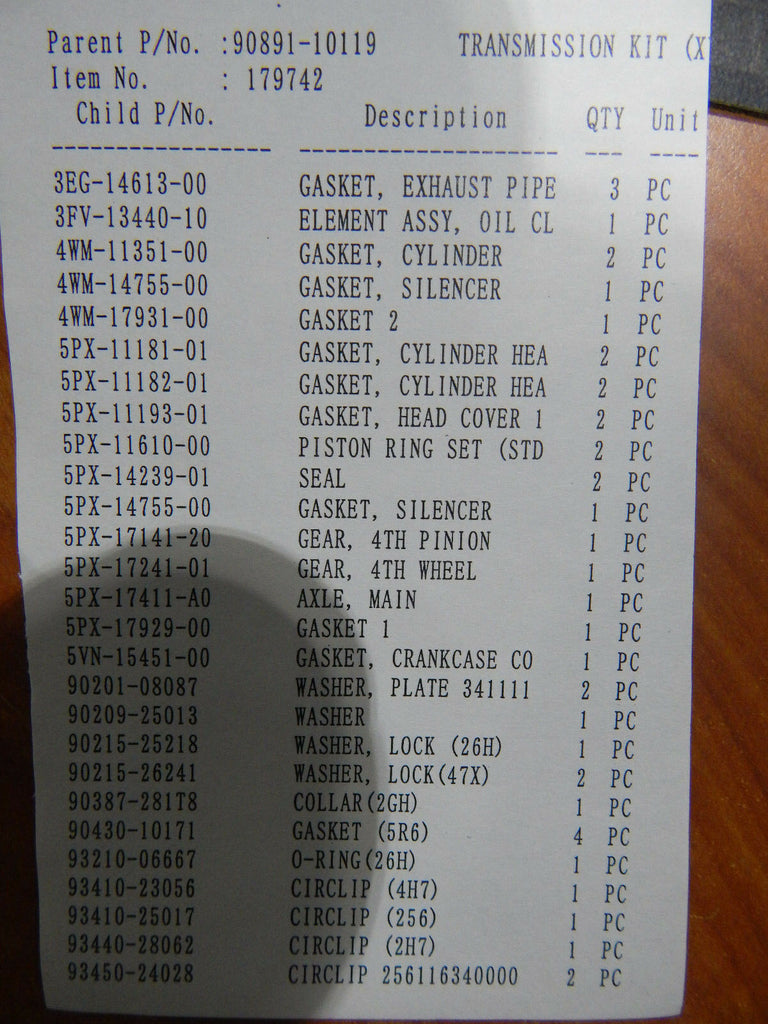 Parent P/No. :90891-10119 TRANSMISSION KIT (X
Item No. : 179742
Child P/No. Description QTY Unit
3EG-14613-00 GASKET, EXHAUST PIPE 3 PC
3FV-13440-10 ELEMENT ASSY, OIL CL 1 PC
4WM-11351-00 GASKET, CYLINDER 2 PC
4WM-14755-00 GASKET, SILENCER 1 PC
4WM-17931-00 GASKET 2 1 PC
5PX-11181-01 GASKET, CYLINDER HEA 2 PC
5PX-11182-01 GASKET, CYLINDER HEA 2 PC
5PX-11193-01 GASKET, HEAD COVER 1 2 PC
5PX-11610-00 PISTON RING SET (STD 2 PC
5PX-14239-01 SEAL 2 PC
5PX-14755-00 GASKET, SILENCER 1 PC
5PX-17141-20 GEAR, 4TH PINION 1 PC
5PX-17241-01 GEAR, 4TH WHEEL 1 PC
5PX-17411-A0 AXLE, MAIN 1 PC
5PX-17929-00 GASKET 1 1 PC
5VN-15451-00 GASKET, CRANKCASE CO 1 PC
90201-08087 WASHER, PLATE 341111 2 PC
90209-25013 WASHER 1 PC
90215-25218 WASHER, LOCK (26H) 1 PC
90215-26241 WASHER, LOCK(47X) 2 PC
90387-281T8 COLLAR(2GH) 1 PC
90430-10171 GASKET (5R6) 4 PC
93210-06667 O-RING(26H) 1 PC
93410-23056 CIRCLIP (4H7) 1 PC
93410-25017 CIRCLIP (256) 1 PC
93440-28062 CIRCLIP (2H7) 1 PC
93450-24028 CIRCLIP 256116340000 2 PC